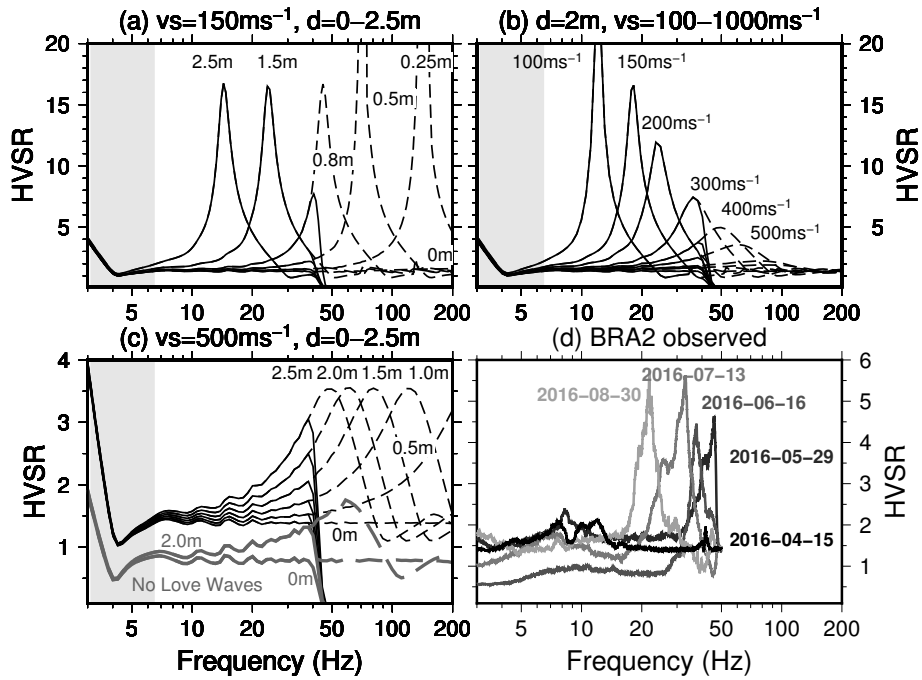 (a) vs=150ms⁻¹, d=0−2.5m
(b) d=2m, vs=100−1000ms⁻¹
20
15
10
5
HVSR
2.5m
1.5m
0.25m
0.5m
0.8m
0m
5 10 20 50 100 200
100ms⁻¹
150ms⁻¹
200ms⁻¹
300ms⁻¹
400ms⁻¹
500ms⁻¹
20
15
10
5
HVSR
5 10 20 50 100 200
(c) vs=500ms⁻¹, d=0−2.5m
(d) BRA2 observed
4
3
2
1
HVSR
2.5m 2.0m 1.5m 1.0m
0.5m
0m
2.0m
No Love Waves
0m
5 10 20 50 100 200
Frequency (Hz)
2016−07−13
2016−08−30
2016−06−16
2016−05−29
2016−04−15
6
5
4
3
2
1
HVSR
5 10 20 50 100 200
Frequency (Hz)